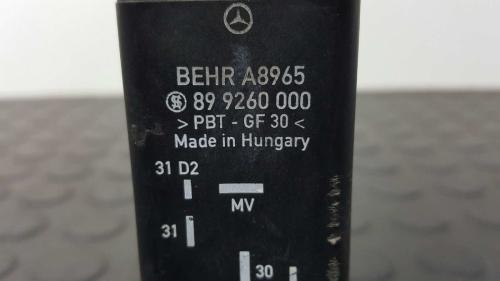 BEHR A8965
89 9260 000
> PBT - GF 30 <
Made in Hungary
31 D2
MV
31
30